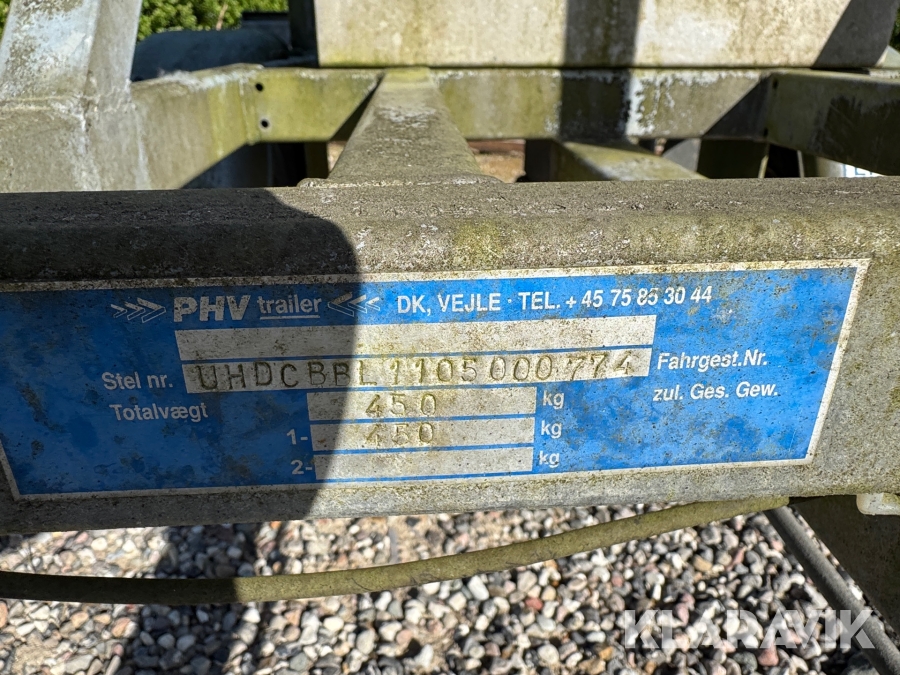 PHV trailer DK, VEJLE · TEL. + 45 75 85 30 44
Stel nr. UHDCBBL1105000774 Fahrgest.Nr.
Totalvægt 450 kg zul. Ges. Gew.
1- 450 kg
2- kg
KLARAVIK